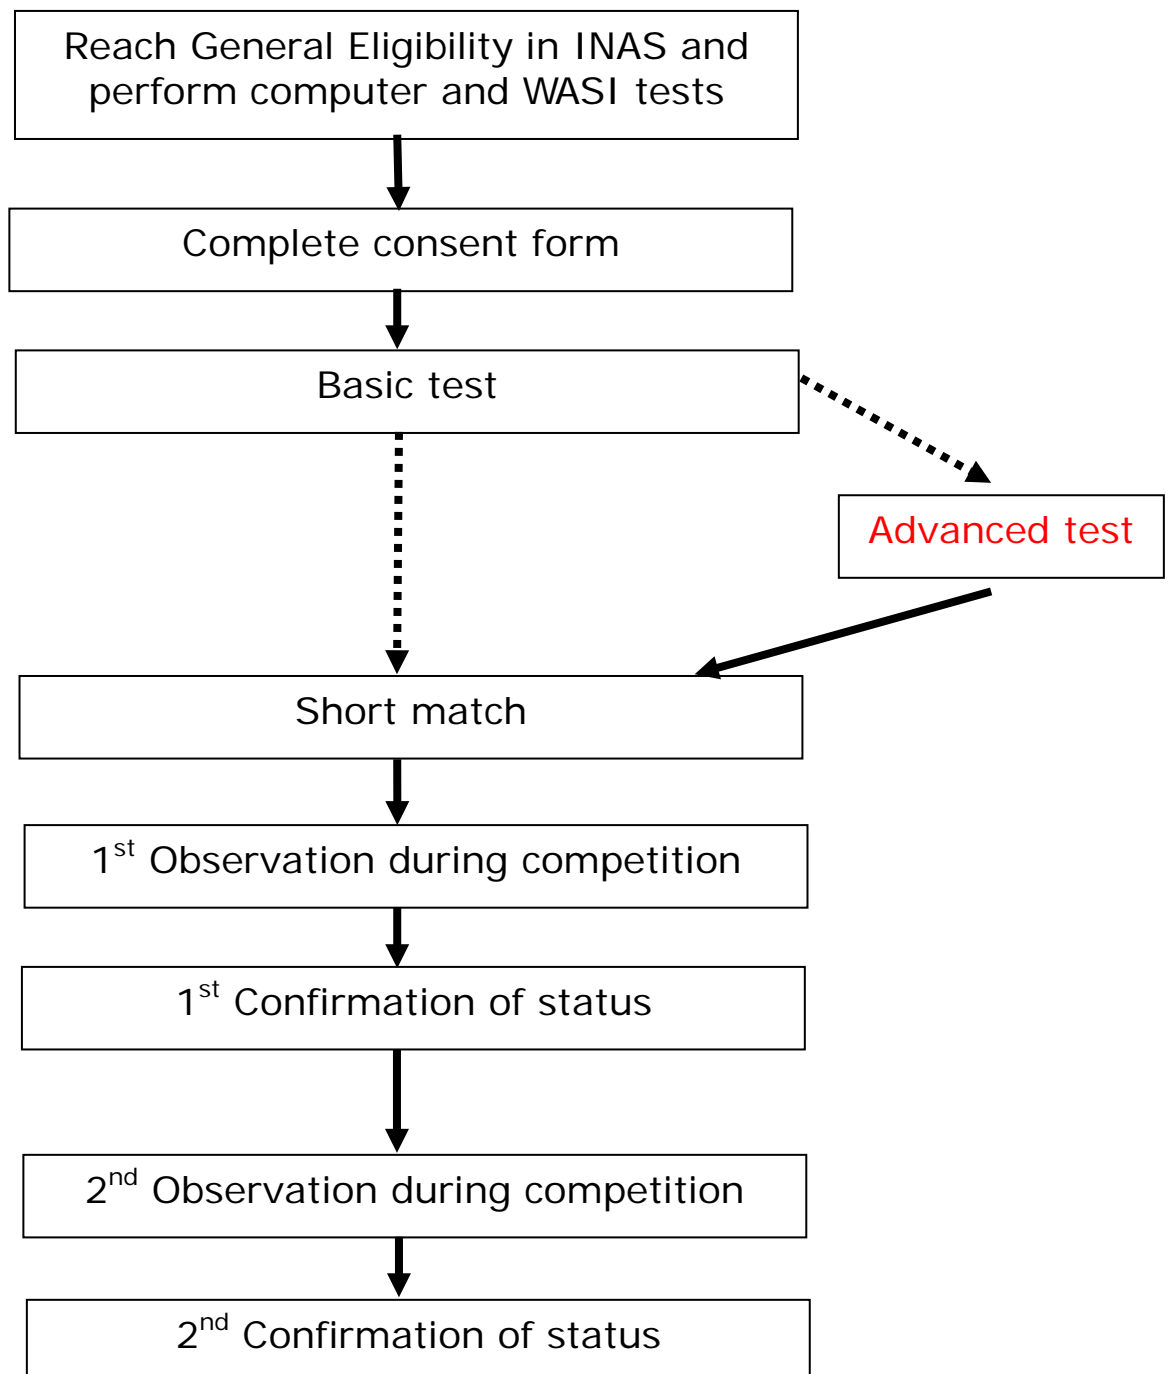 Reach General Eligibility in INAS and
perform computer and WASI tests
Complete consent form
Basic test
Advanced test
Short match
1st Observation during competition
1st Confirmation of status
2nd Observation during competition
2nd Confirmation of status